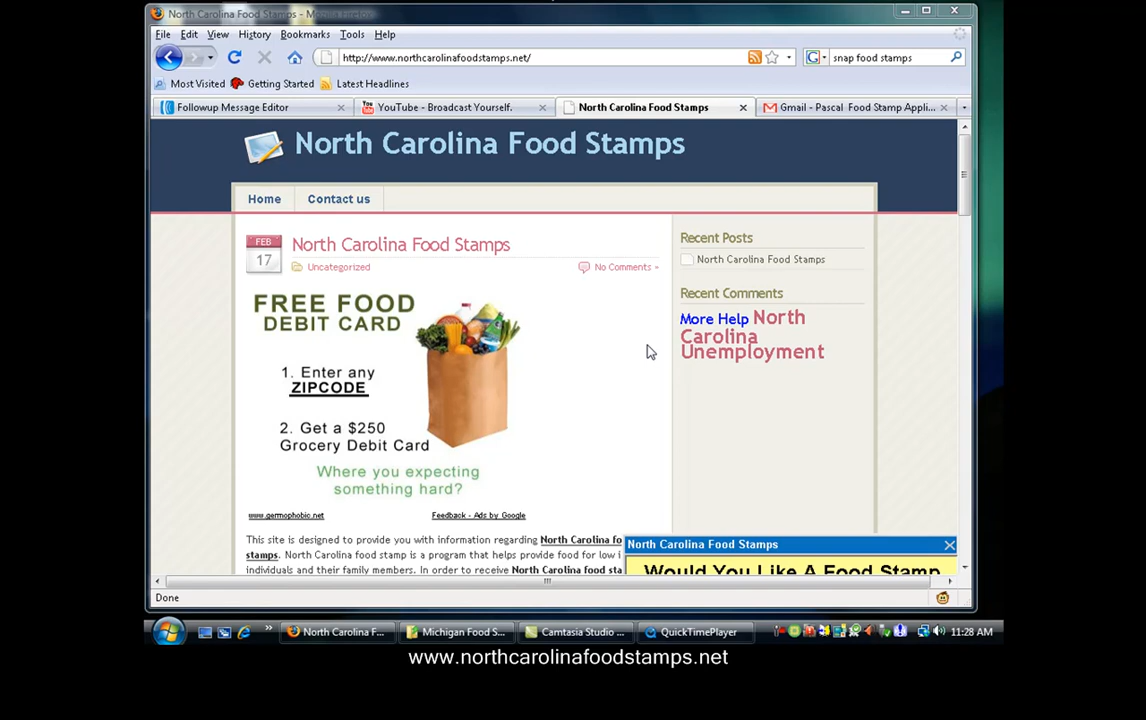 North Carolina Food Stamps - Mozilla Firefox
File Edit View History Bookmarks Tools Help
http://www.northcarolinafoodstamps.net/
snap food stamps
Most Visited Getting Started Latest Headlines
Followup Message Editor
YouTube - Broadcast Yourself.
North Carolina Food Stamps
Gmail - Pascal Food Stamp Appli...
North Carolina Food Stamps
Home
Contact us
FEB
17
North Carolina Food Stamps
Uncategorized
No Comments »
FREE FOOD
DEBIT CARD
1. Enter any
ZIPCODE
2. Get a $250
Grocery Debit Card
Where you expecting
something hard?
www.germophobic.net
Feedback - Ads by Google
This site is designed to provide you with information regarding North Carolina fo
stamps. North Carolina food stamp is a program that helps provide food for low i
individuals and their family members. In order to receive North Carolina food sta
Recent Posts
North Carolina Food Stamps
Recent Comments
More Help North
Carolina
Unemployment
North Carolina Food Stamps
Would You Like A Food Stamp
Done
North Carolina F...
Michigan Food S...
Camtasia Studio ...
QuickTimePlayer
11:28 AM
www.northcarolinafoodstamps.net